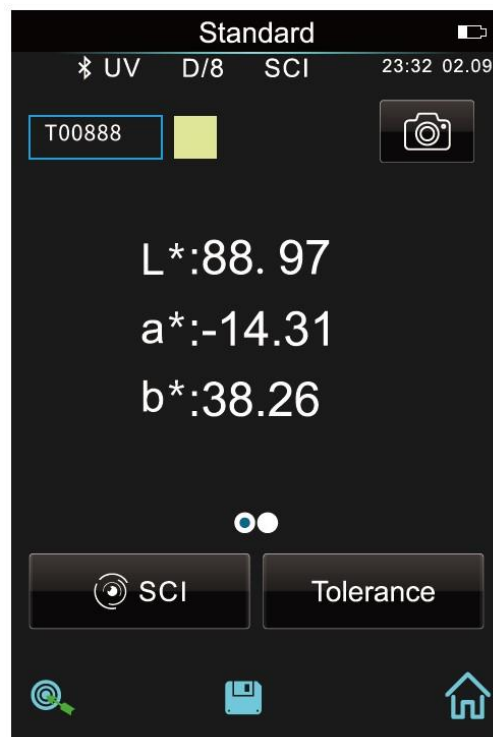 Standard
UV D/8 SCI 23:32 02.09
T00888
L*:88. 97
a*:-14.31
b*:38.26
SCI Tolerance